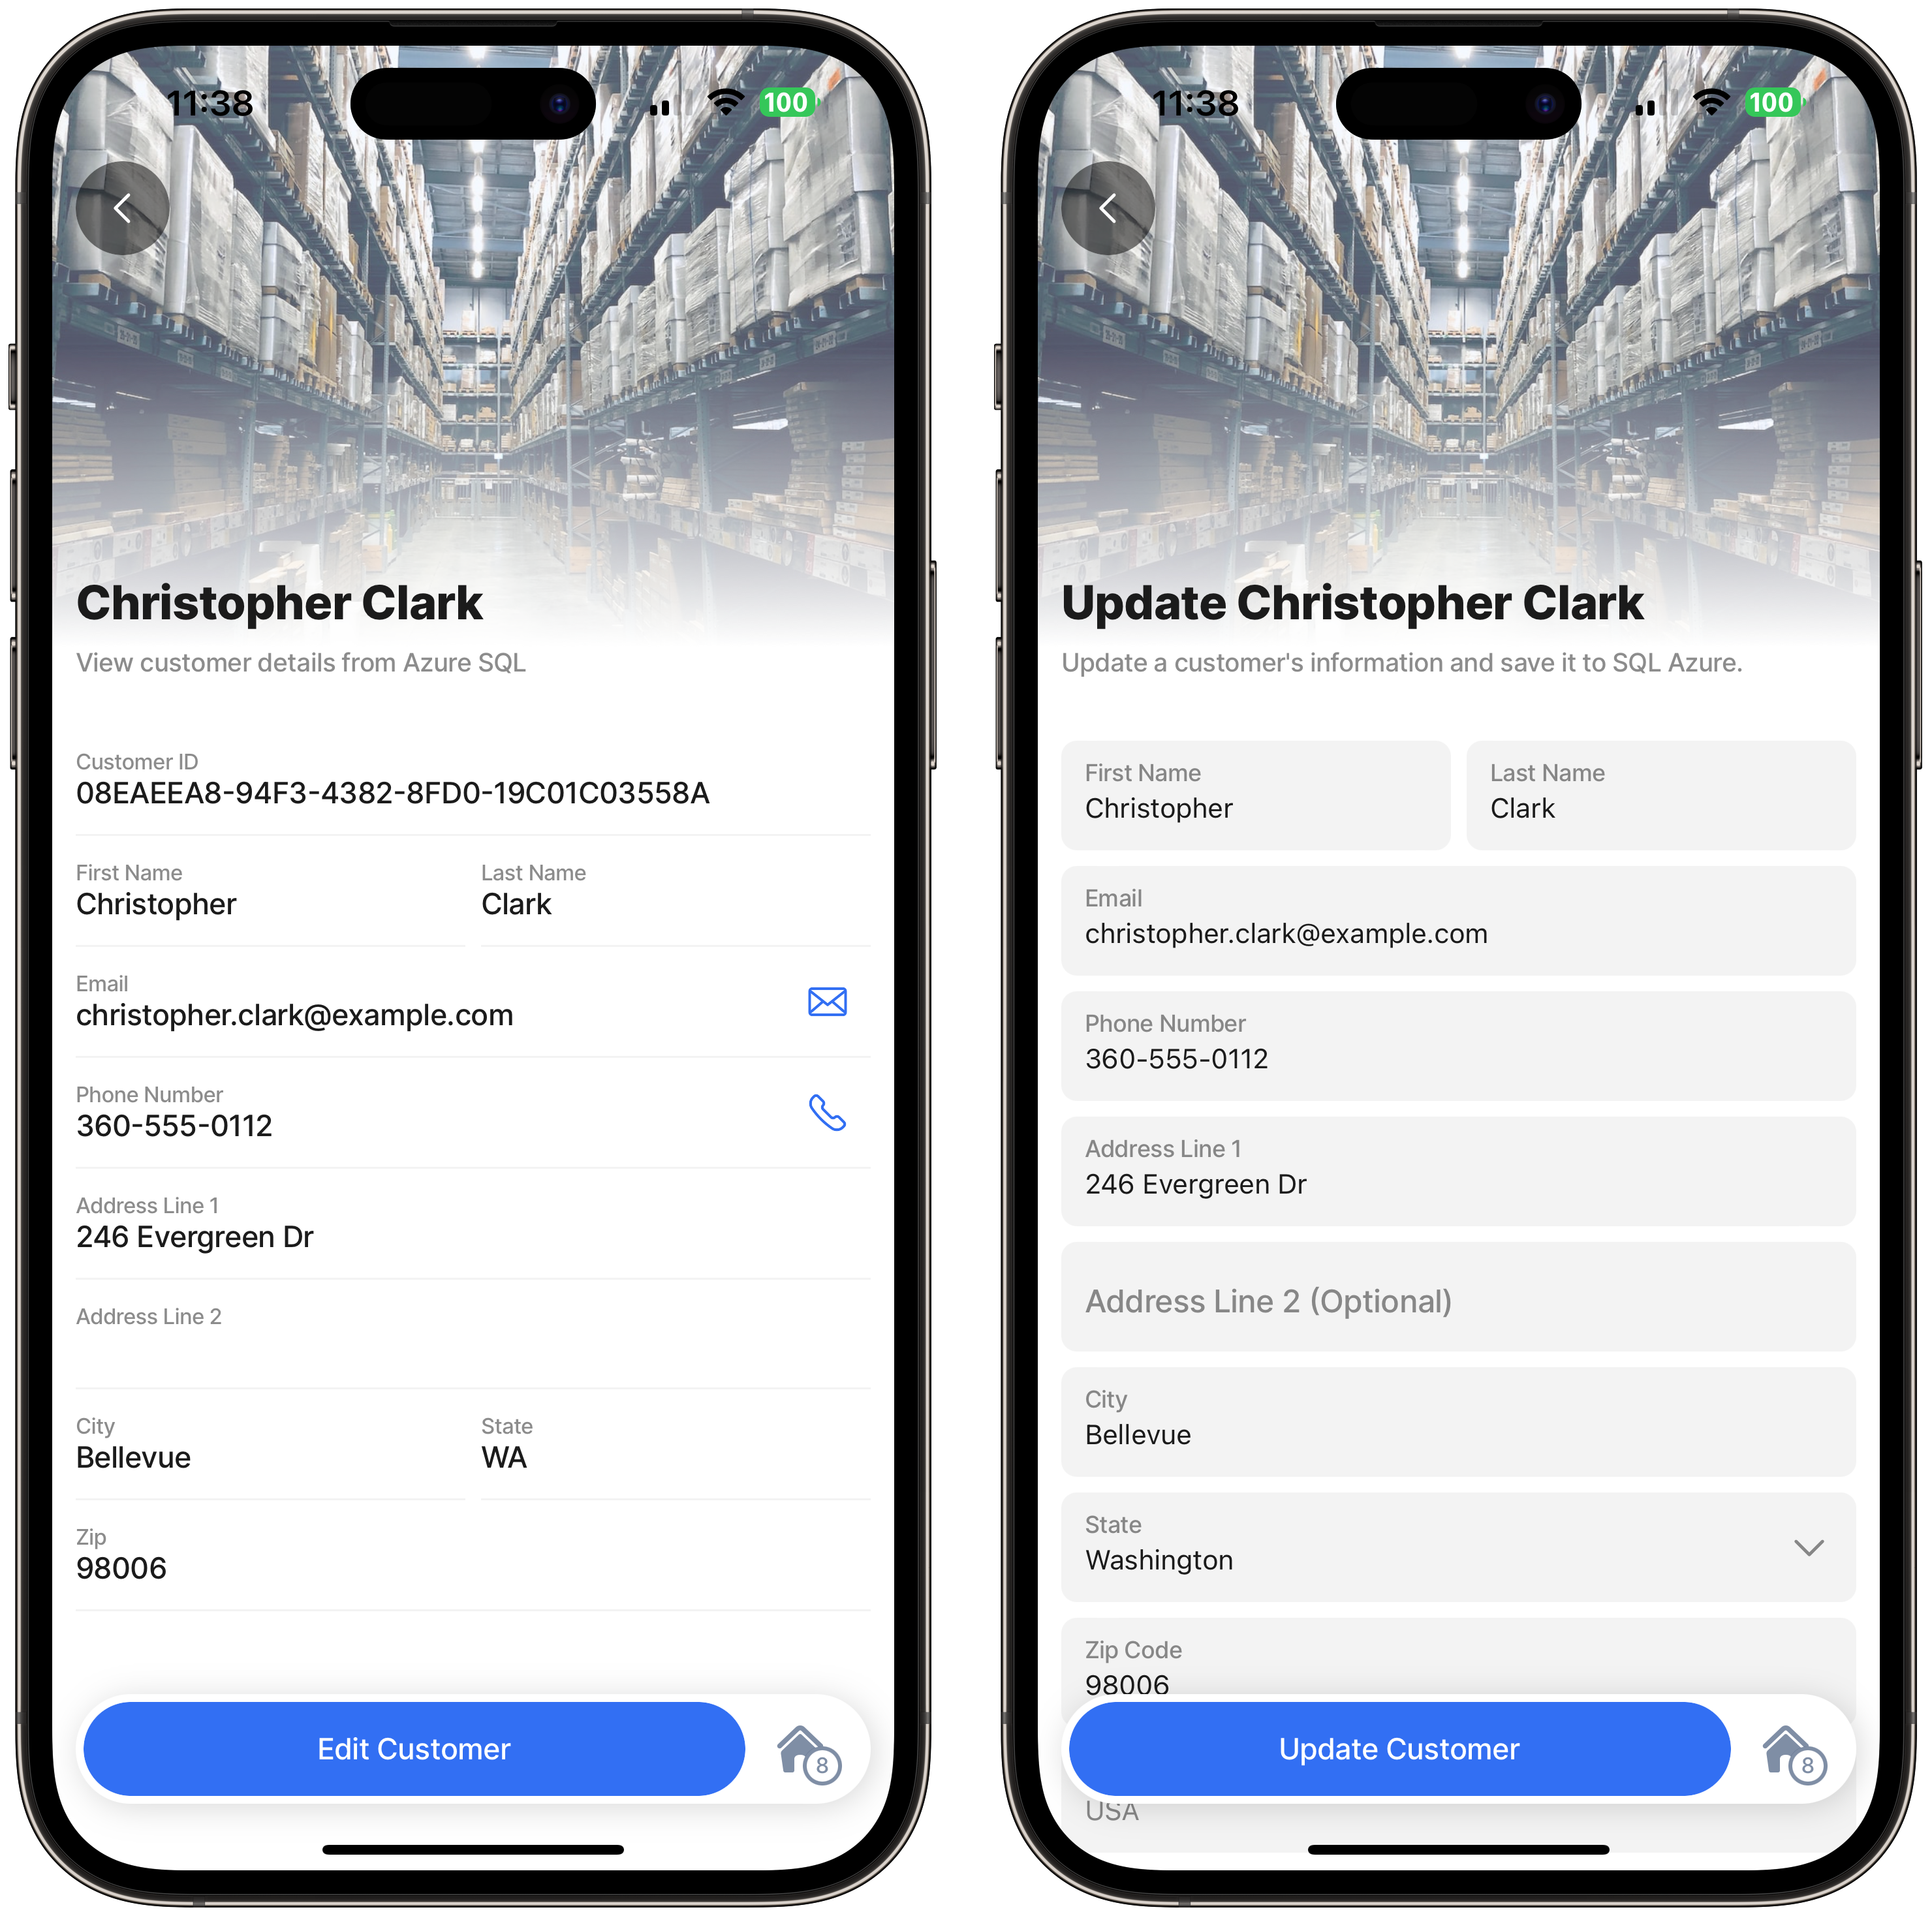 11:38
100
Christopher Clark
View customer details from Azure SQL
Customer ID
08EAEEA8-94F3-4382-8FD0-19C01C03558A
First Name
Last Name
Christopher
Clark
Email
christopher.clark@example.com
Phone Number
360-555-0112
Address Line 1
246 Evergreen Dr
Address Line 2
City
State
Bellevue
WA
Zip
98006
Edit Customer
8
11:38
100
Update Christopher Clark
Update a customer's information and save it to SQL Azure.
First Name
Last Name
Christopher
Clark
Email
christopher.clark@example.com
Phone Number
360-555-0112
Address Line 1
246 Evergreen Dr
Address Line 2 (Optional)
City
Bellevue
State
Washington
Zip Code
98006
Update Customer
8
USA